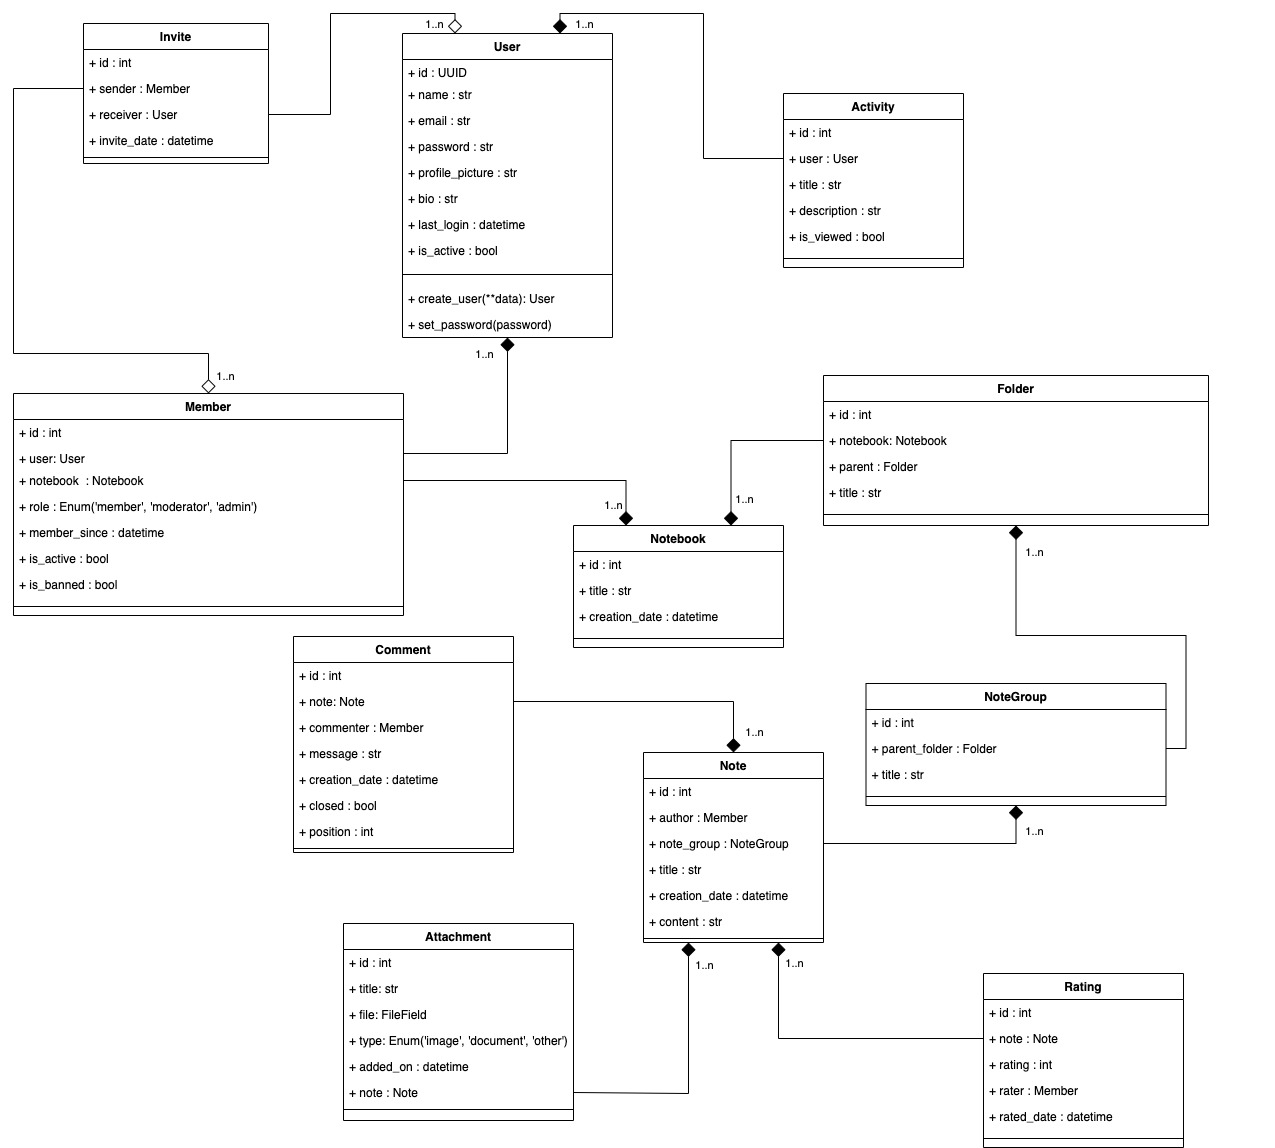 1..n
1..n
Invite
+ id : int
+ sender : Member
+ receiver : User
+ invite_date : datetime
User
+ id : UUID
+ name : str
+ email : str
+ password : str
+ profile_picture : str
+ bio : str
+ last_login : datetime
+ is_active : bool
+ create_user(**data): User
+ set_password(password)
Activity
+ id : int
+ user : User
+ title : str
+ description : str
+ is_viewed : bool
1..n
1..n
Member
+ id : int
+ user: User
+ notebook  : Notebook
+ role : Enum('member', 'moderator', 'admin')
+ member_since : datetime
+ is_active : bool
+ is_banned : bool
Folder
+ id : int
+ notebook: Notebook
+ parent : Folder
+ title : str
1..n
1..n
1..n
Notebook
+ id : int
+ title : str
+ creation_date : datetime
Comment
+ id : int
+ note: Note
+ commenter : Member
+ message : str
+ creation_date : datetime
+ closed : bool
+ position : int
NoteGroup
+ id : int
+ parent_folder : Folder
+ title : str
1..n
1..n
Note
+ id : int
+ author : Member
+ note_group : NoteGroup
+ title : str
+ creation_date : datetime
+ content : str
1..n
1..n
Attachment
+ id : int
+ title: str
+ file: FileField
+ type: Enum('image', 'document', 'other')
+ added_on : datetime
+ note : Note
Rating
+ id : int
+ note : Note
+ rating : int
+ rater : Member
+ rated_date : datetime